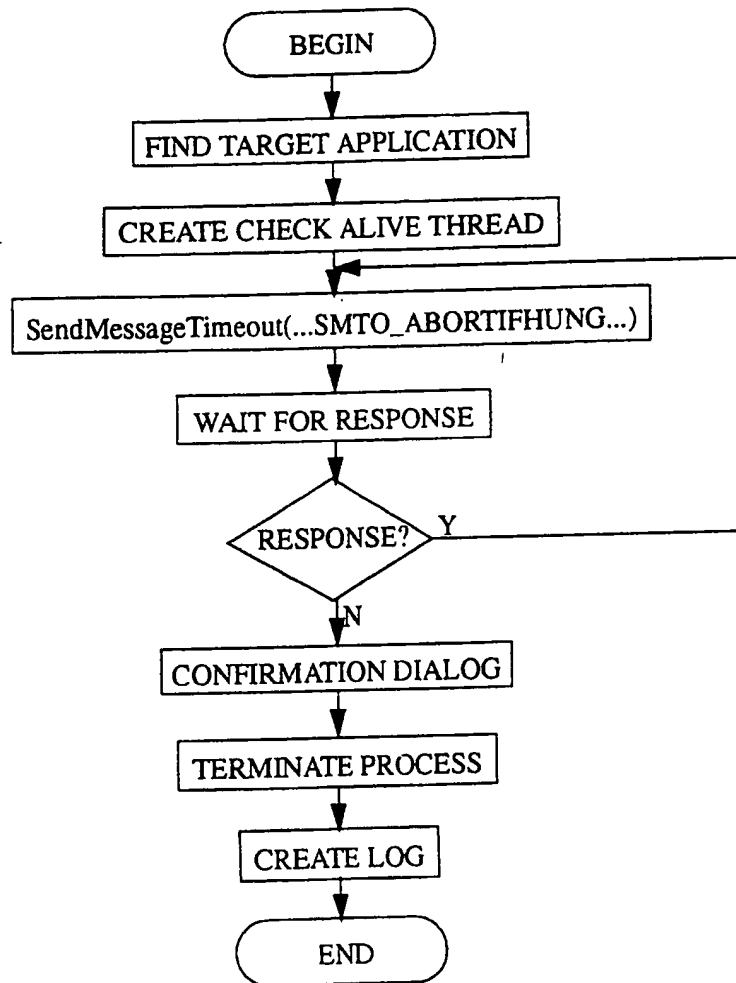 BEGIN
FIND TARGET APPLICATION
CREATE CHECK ALIVE THREAD
SendMessageTimeout(...SMTO_ABORTIFHUNG...)
WAIT FOR RESPONSE
RESPONSE?
Y
N
CONFIRMATION DIALOG
TERMINATE PROCESS
CREATE LOG
END